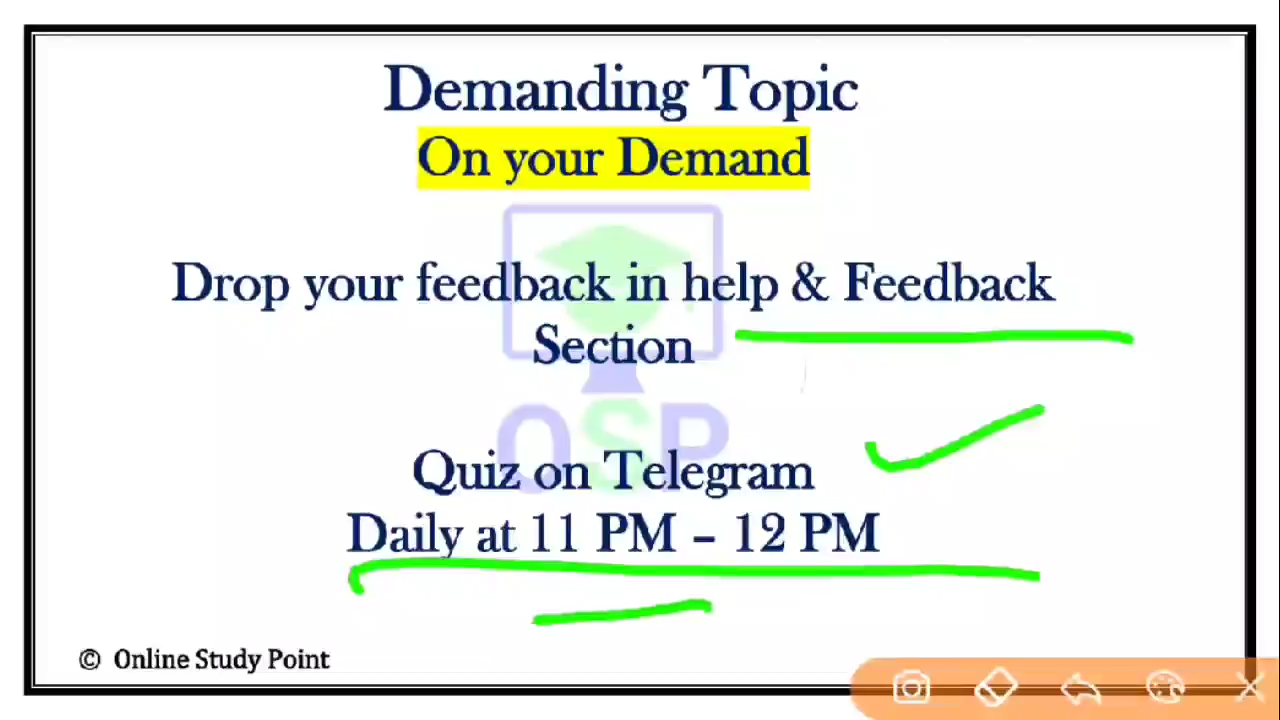 Demanding Topic
On your Demand
Drop your feedback in help & Feedback
Section
OSP
Quiz on Telegram
Daily at 11 PM – 12 PM
© Online Study Point